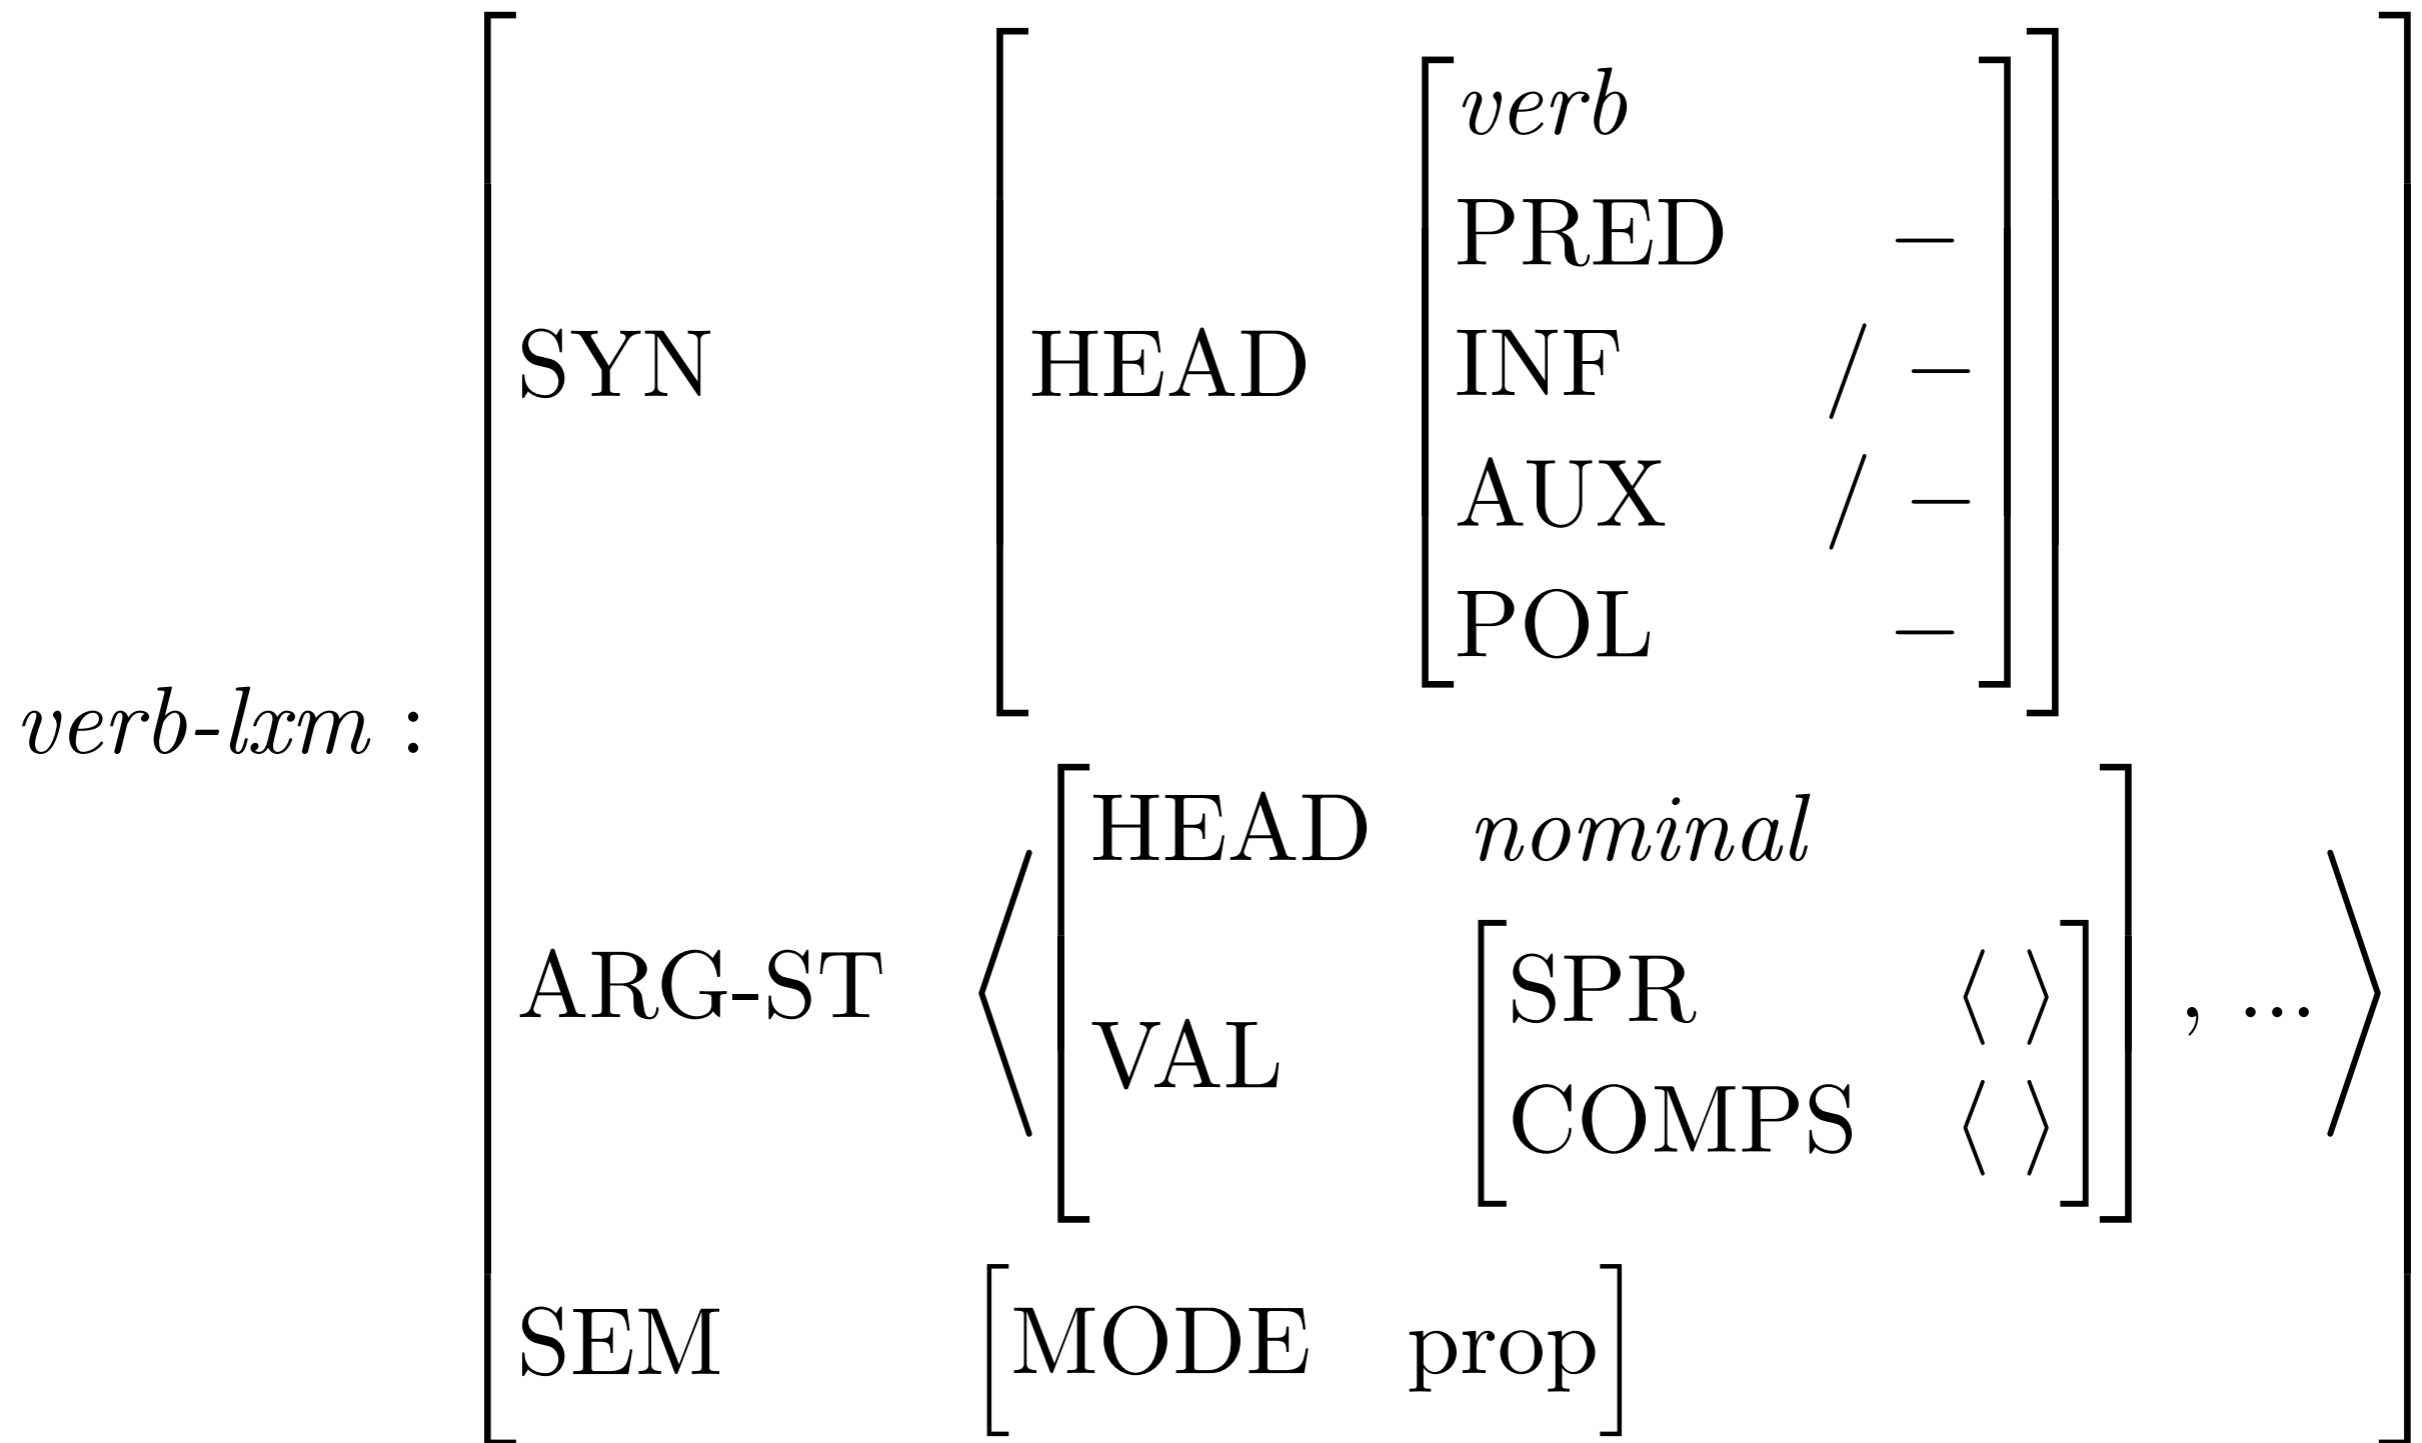 verb
PRED –
SYN HEAD INF / –
AUX / –
POL –
verb-lxm :
HEAD nominal
ARG-ST ⟨ SPR ⟨ ⟩ , ... ⟩
VAL
COMPS ⟨ ⟩
SEM [MODE prop]